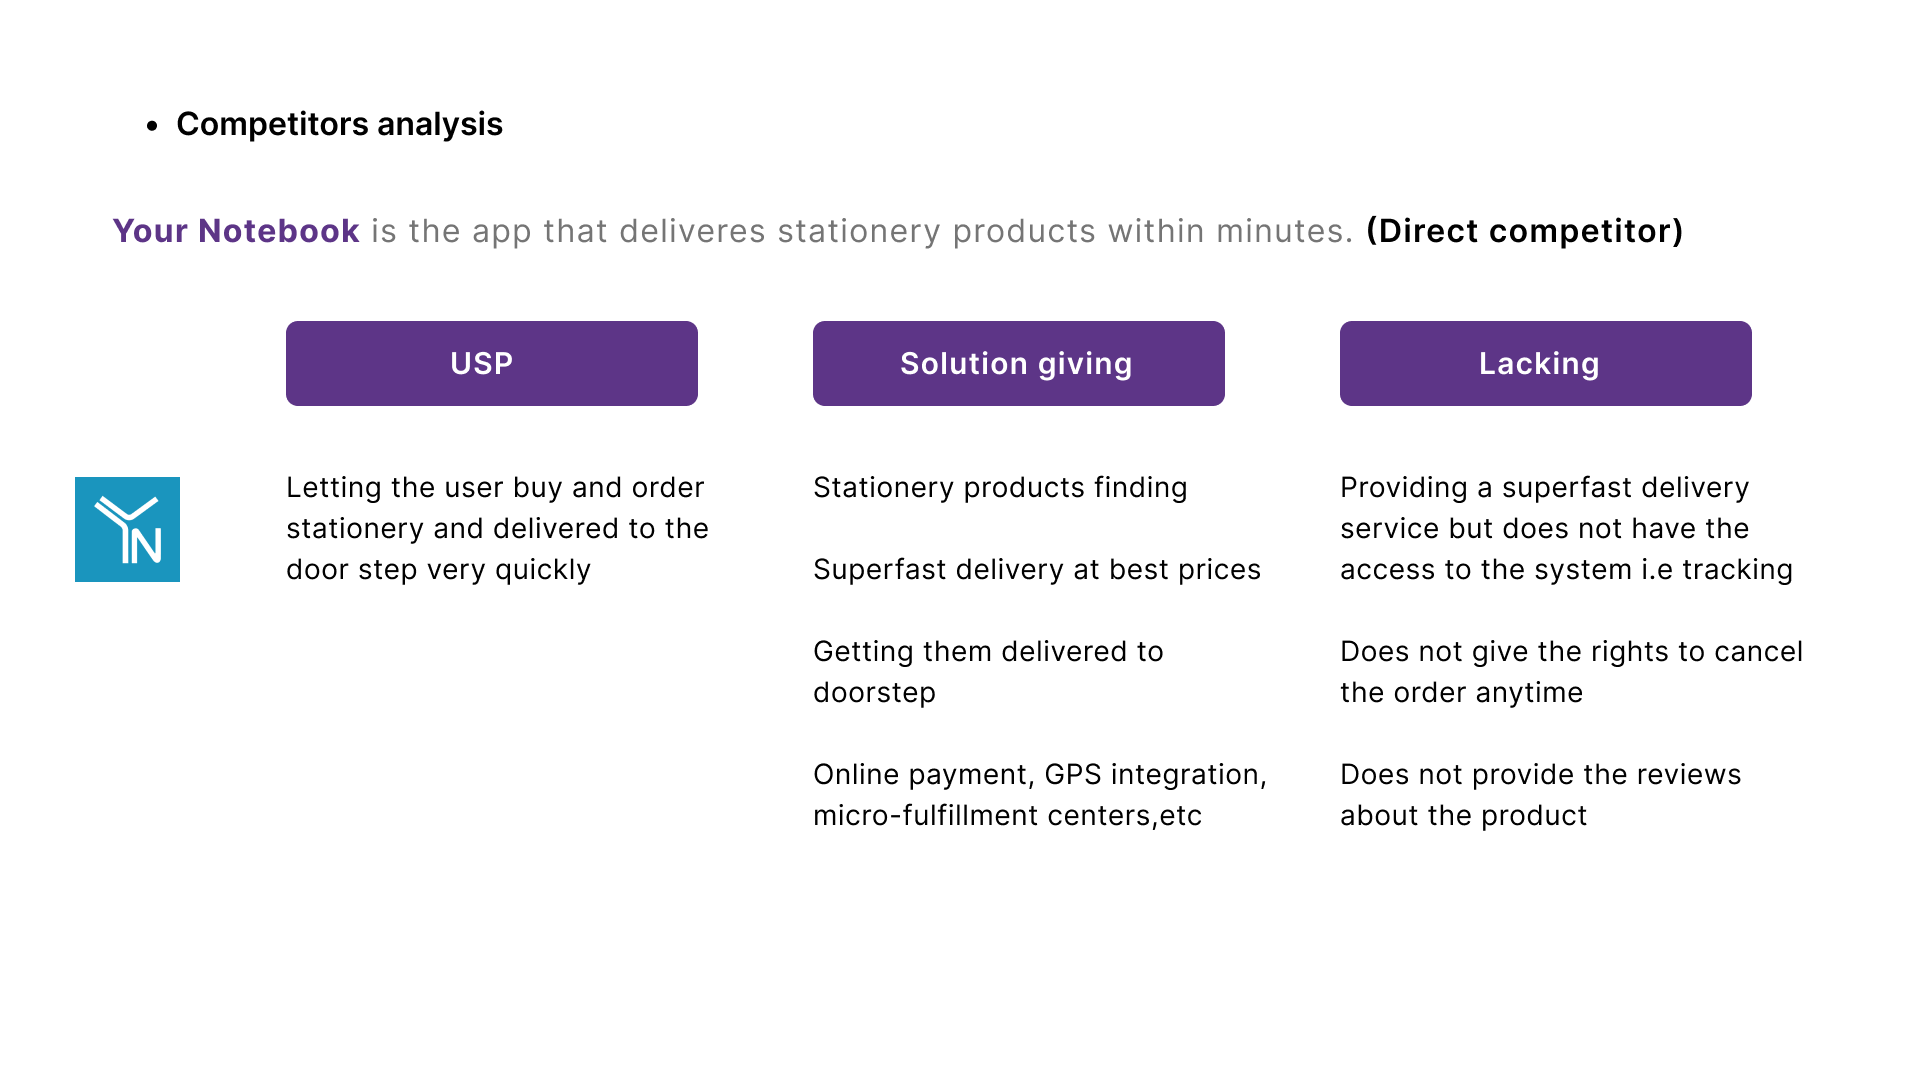 Competitors analysis
Your Notebook is the app that deliveres stationery products within minutes. (Direct competitor)
USP
Solution giving
Lacking
YN
Letting the user buy and order
stationery and delivered to the
door step very quickly
Stationery products finding
Superfast delivery at best prices
Getting them delivered to
doorstep
Online payment, GPS integration,
micro-fulfillment centers,etc
Providing a superfast delivery
service but does not have the
access to the system i.e tracking
Does not give the rights to cancel
the order anytime
Does not provide the reviews
about the product